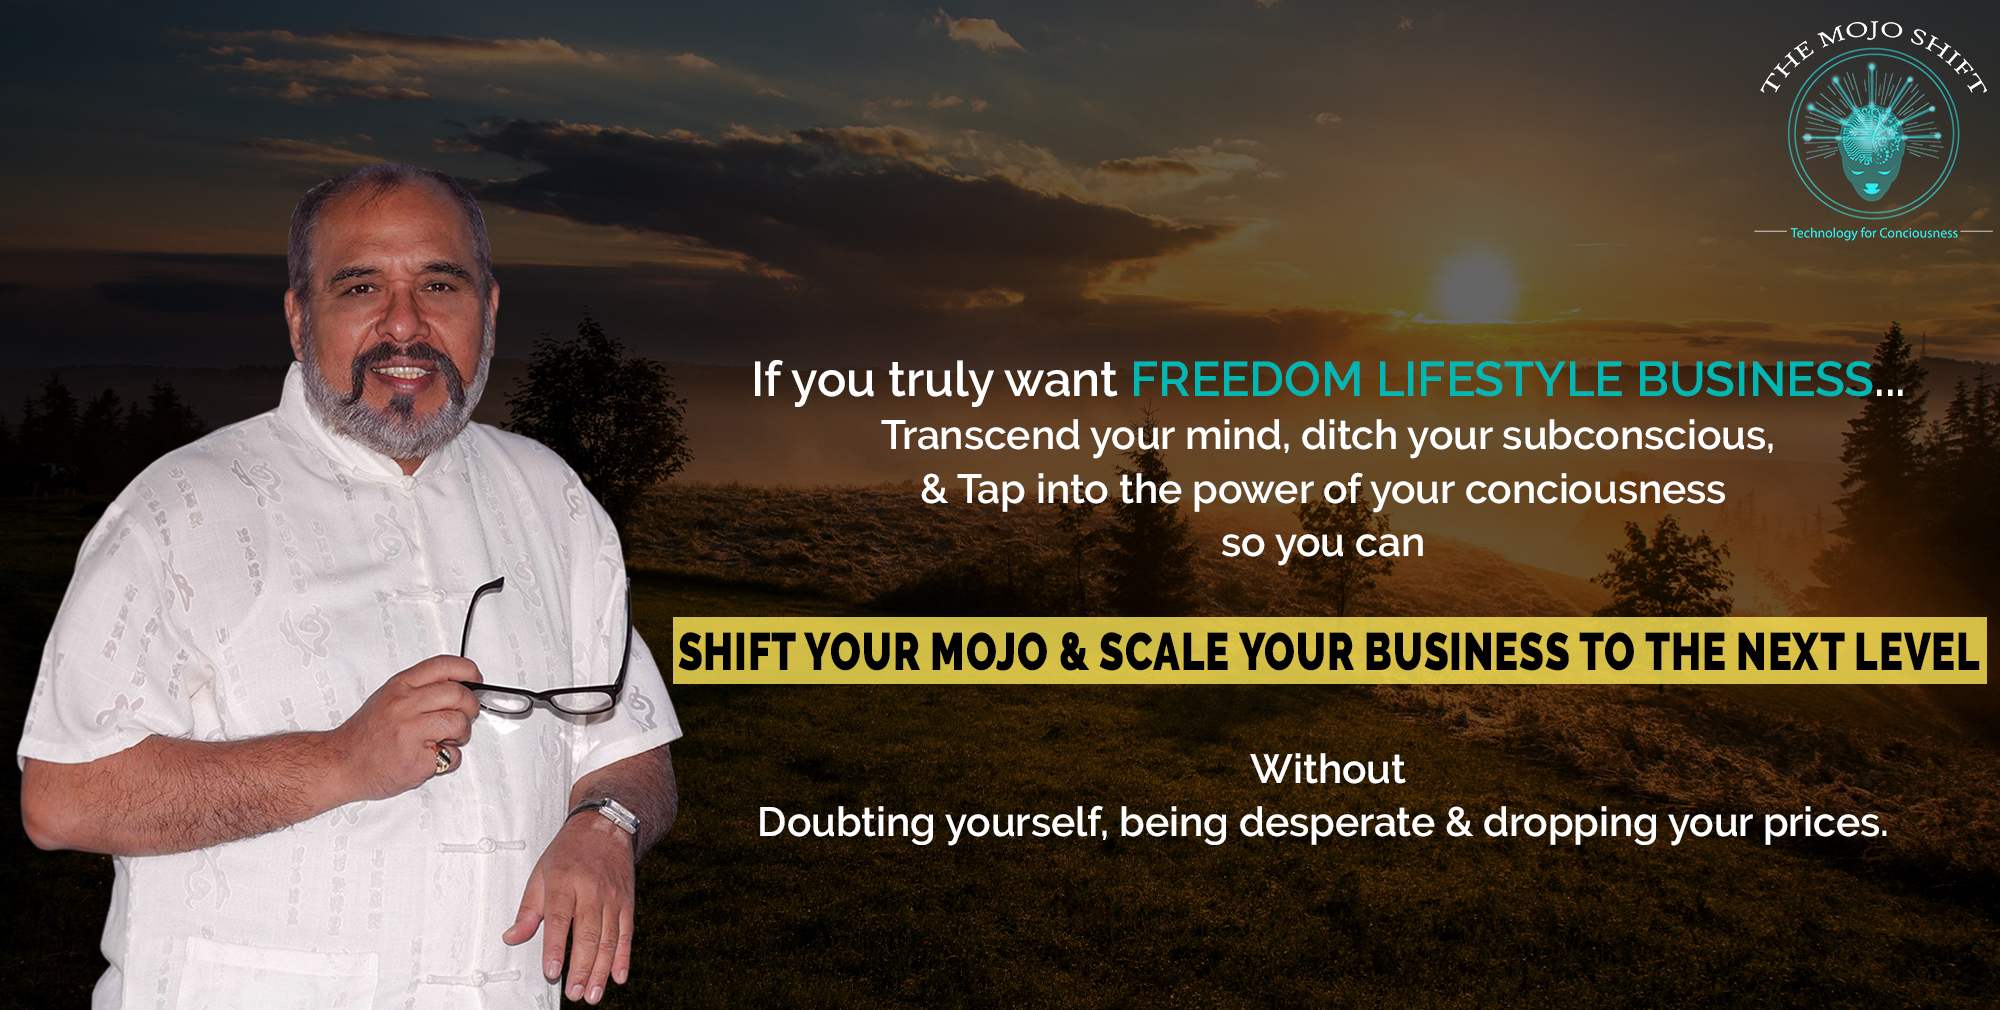 THE MOJO SHIFT
Technology for Conciousness
If you truly want FREEDOM LIFESTYLE BUSINESS...
Transcend your mind, ditch your subconscious,
& Tap into the power of your conciousness
so you can
SHIFT YOUR MOJO & SCALE YOUR BUSINESS TO THE NEXT LEVEL
Without
Doubting yourself, being desperate & dropping your prices.